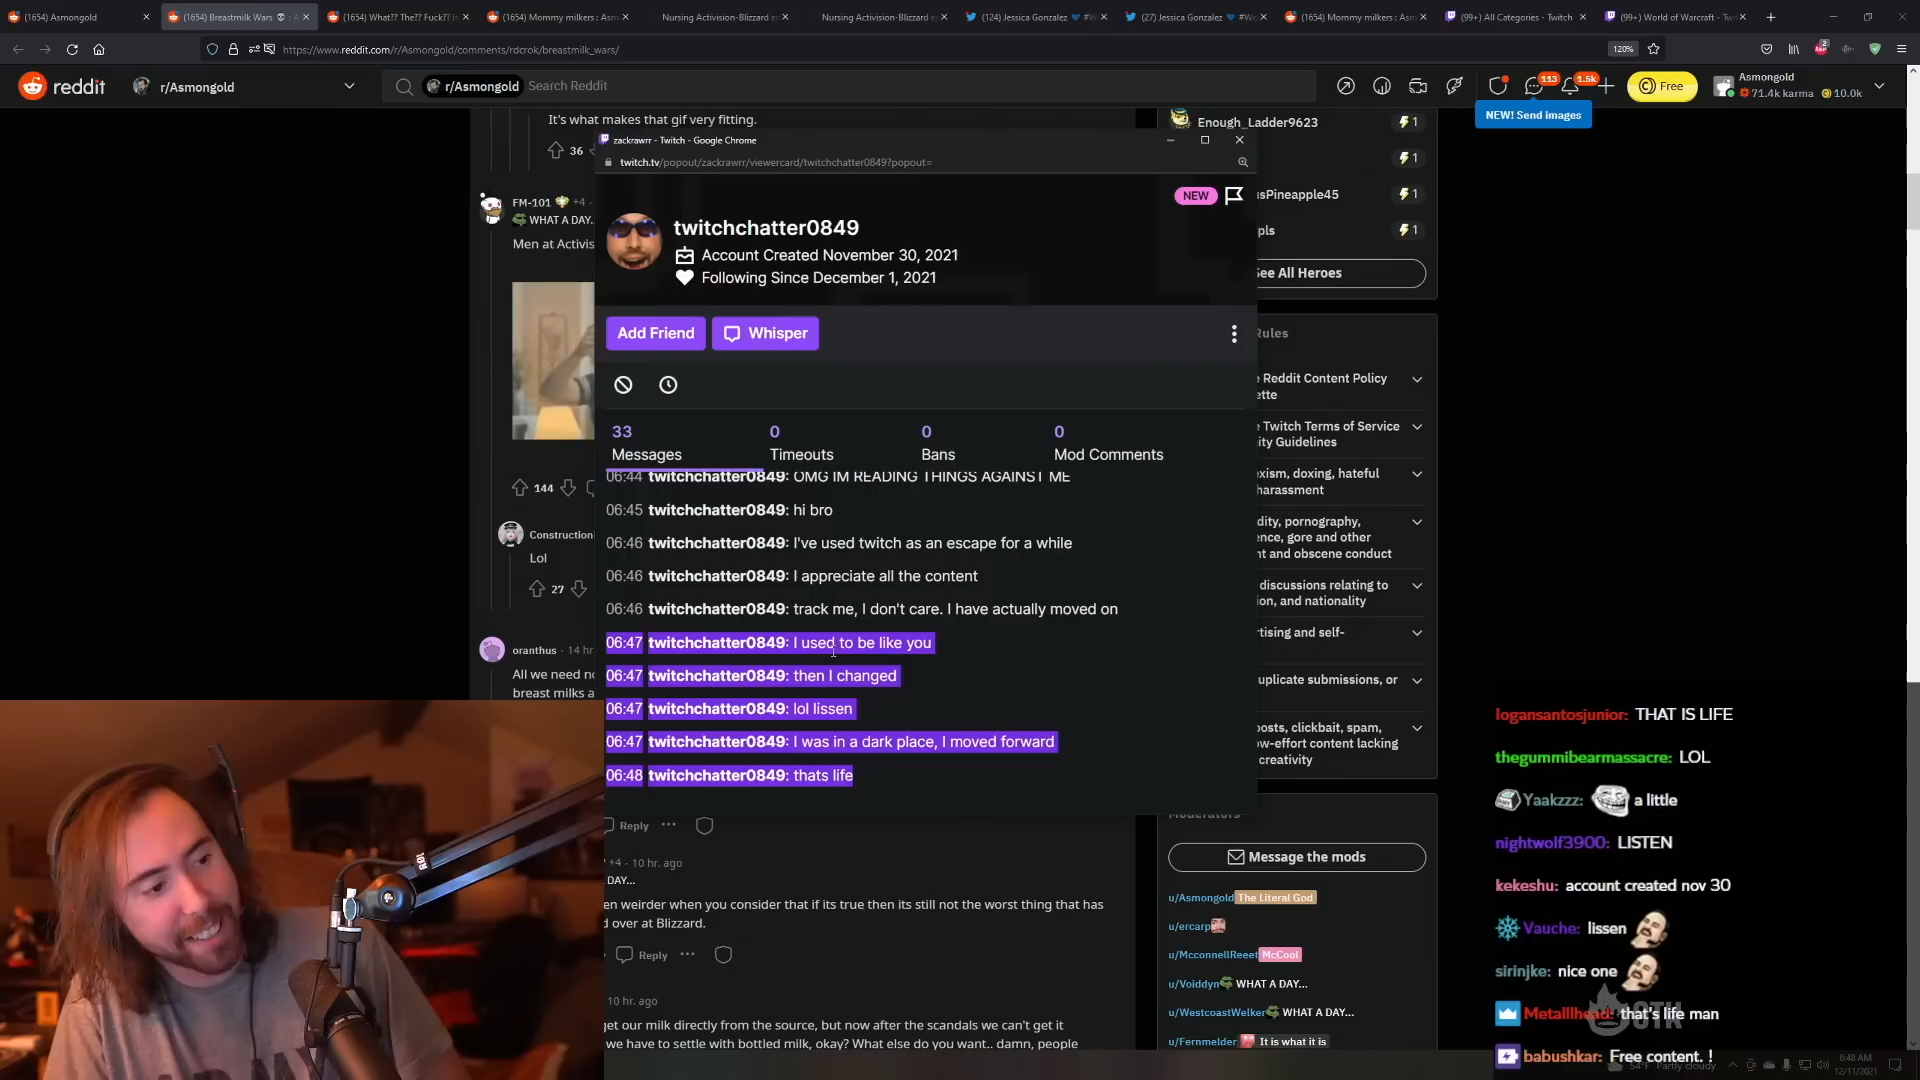 (1654) Asmongold
(1654) Breastmilk Wars
(1654) What?? The?? Fuck??
(1654) Mommy milkers : Asm
Nursing Activision-Blizzard e
Nursing Activision-Blizzard e
(124) Jessica Gonzalez
(27) Jessica Gonzalez
(1654) Mommy milkers : Asm
(99+) All Categories - Twitch
(99+) World of Warcraft - Tw
https://www.reddit.com/r/Asmongold/comments/rdcrok/breastmilk_wars/
120%
reddit
r/Asmongold
r/Asmongold
Search Reddit
113
1.5k
Free
Asmongold
71.4k karma
10.0k
NEW! Send images
It's what makes that gif very fitting.
36
FM-101
+4
WHAT A DAY..
Men at Activis
144
Construction
Lol
27
oranthus · 14 hr
All we need no
breast milks a
zackrawrr - Twitch - Google Chrome
twitch.tv/popout/zackrawrr/viewercard/twitchchatter0849?popout=
NEW
twitchchatter0849
Account Created November 30, 2021
Following Since December 1, 2021
Add Friend
Whisper
33
Messages
0
Timeouts
0
Bans
0
Mod Comments
06:44 twitchchatter0849: OMG IM READING THINGS AGAINST ME
06:45 twitchchatter0849: hi bro
06:46 twitchchatter0849: I've used twitch as an escape for a while
06:46 twitchchatter0849: I appreciate all the content
06:46 twitchchatter0849: track me, I don't care. I have actually moved on
06:47 twitchchatter0849: I used to be like you
06:47 twitchchatter0849: then I changed
06:47 twitchchatter0849: lol lissen
06:47 twitchchatter0849: I was in a dark place, I moved forward
06:48 twitchchatter0849: thats life
Reply
+4 · 10 hr. ago
DAY...
en weirder when you consider that if its true then its still not the worst thing that has
d over at Blizzard.
Reply
10 hr. ago
get our milk directly from the source, but now after the scandals we can't get it
we have to settle with bottled milk, okay? What else do you want.. damn, people
Enough_Ladder9623
1
1
usPineapple45
1
pls
1
See All Heroes
Rules
e Reddit Content Policy
ette
e Twitch Terms of Service
ity Guidelines
exism, doxing, hateful
harassment
dity, pornography,
ence, gore and other
nt and obscene conduct
discussions relating to
ion, and nationality
rtising and self-
uplicate submissions, or
posts, clickbait, spam,
ow-effort content lacking
creativity
Moderators
Message the mods
u/Asmongold The Literal God
u/ercarp
u/McconnellReeet McCool
u/Voiddyn WHAT A DAY...
u/WestcoastWelker WHAT A DAY...
u/Fernmelder It is what it is
logansantosjunior: THAT IS LIFE
thegummibearmassacre: LOL
Yaakzzz: a little
nightwolf3900: LISTEN
kekeshu: account created nov 30
Vauche: lissen
sirinjke: nice one
Metalllhead: that's life man
babushkar: Free content. !
54°F Partly cloudy
6:48 AM
12/11/2021